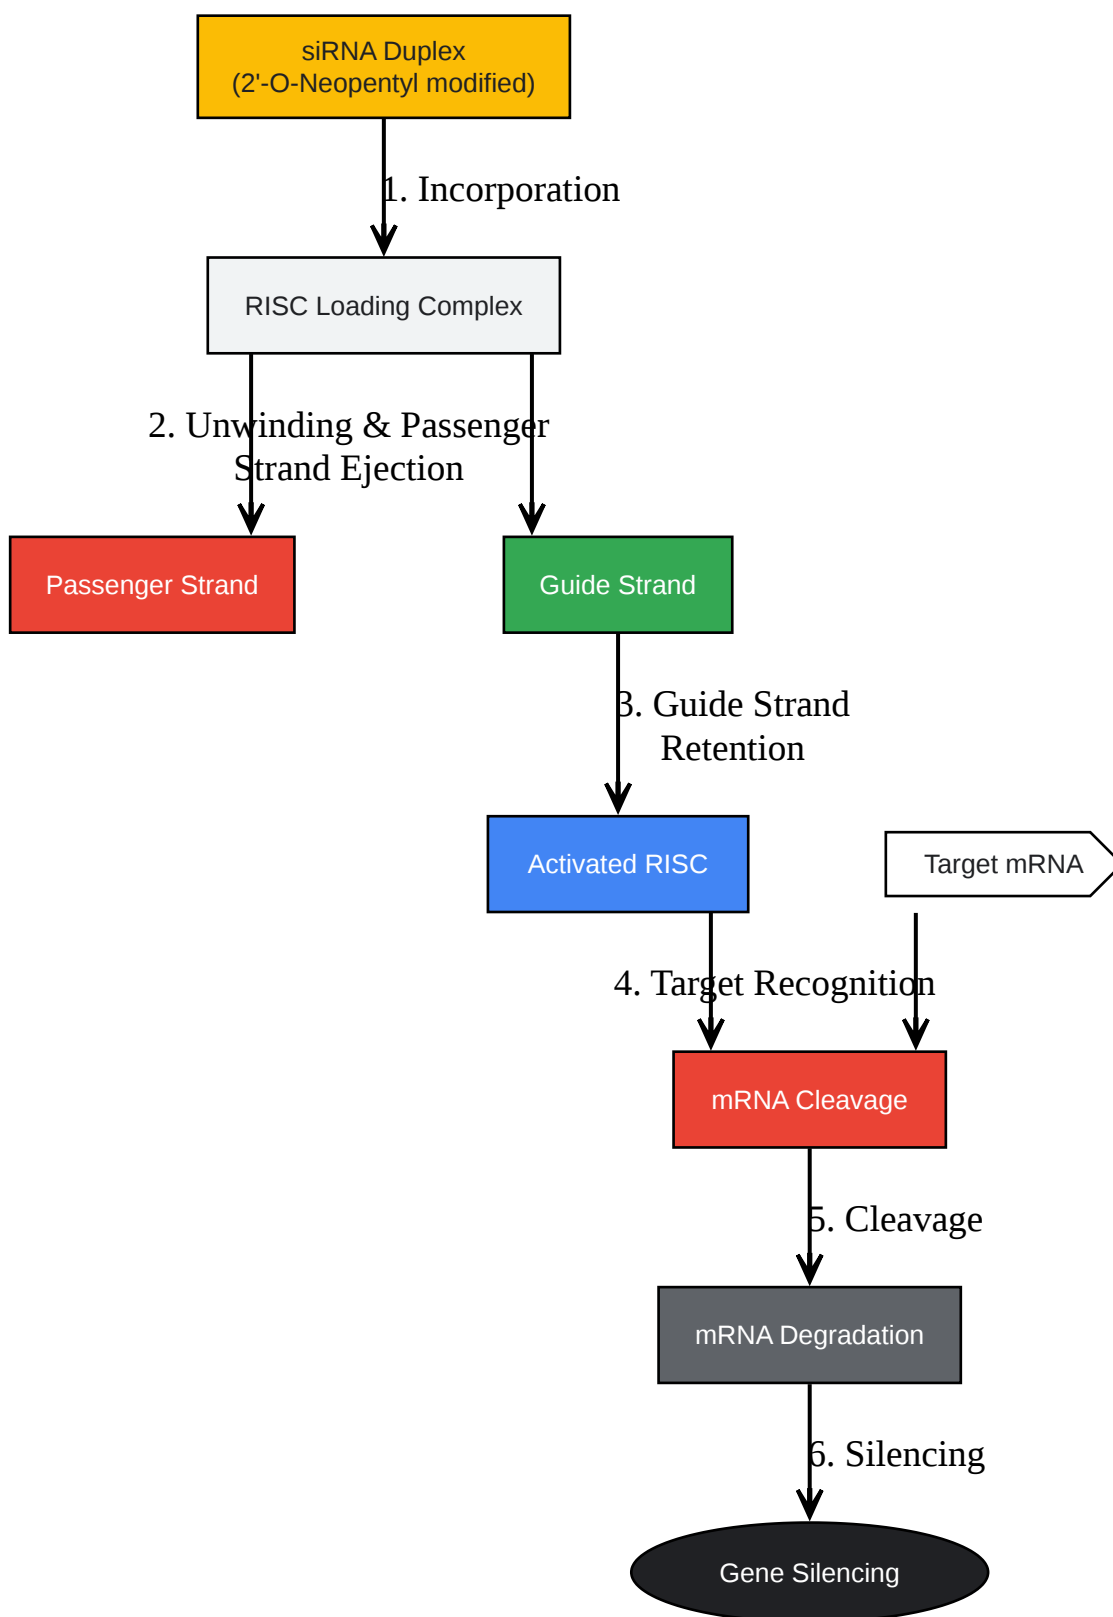 siRNA Duplex
(2'-O-Neopentyl modified)
1. Incorporation
RISC Loading Complex
2. Unwinding & Passenger
Strand Ejection
Passenger Strand
Guide Strand
3. Guide Strand
Retention
Activated RISC
Target mRNA
4. Target Recognition
mRNA Cleavage
5. Cleavage
mRNA Degradation
6. Silencing
Gene Silencing